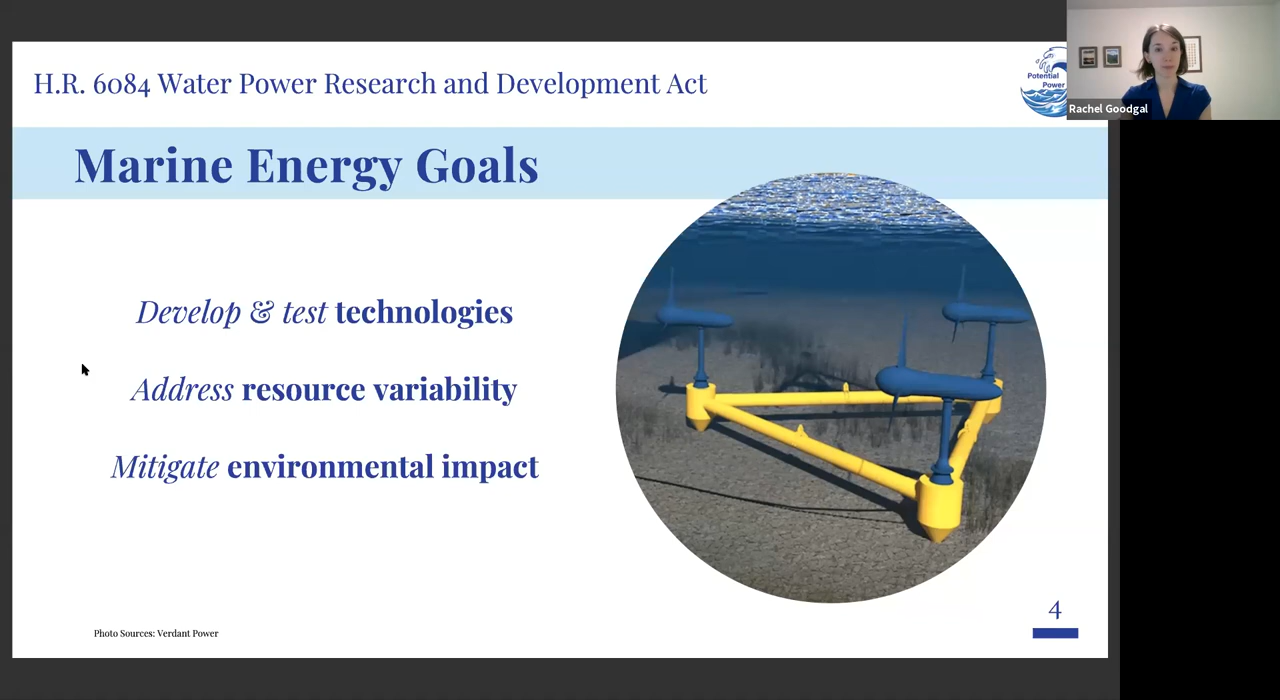 H.R. 6084 Water Power Research and Development Act
Potential
Power
Rachel Goodgal
Marine Energy Goals
Develop & test technologies
Address resource variability
Mitigate environmental impact
Photo Sources: Verdant Power
4